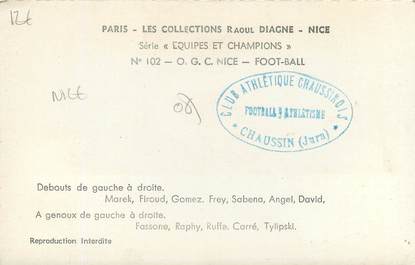 12€
PARIS - LES COLLECTIONS RAOUL DIAGNE - NICE
Série « EQUIPES ET CHAMPIONS »
N° 102 - O. G. C. NICE - FOOT-BALL
NICE
CLUB ATHLÉTIQUE CHAUSSINOIS
FOOTBALL & ATHLÉTISME
* CHAUSSIN (Jura) *
Debouts de gauche à droite.
Marek, Firoud, Gomez. Frey, Sabena, Angel, David,
A genoux de gauche à droite.
Fassone, Raphy, Ruffe. Carré, Tylipski.
Reproduction Interdite